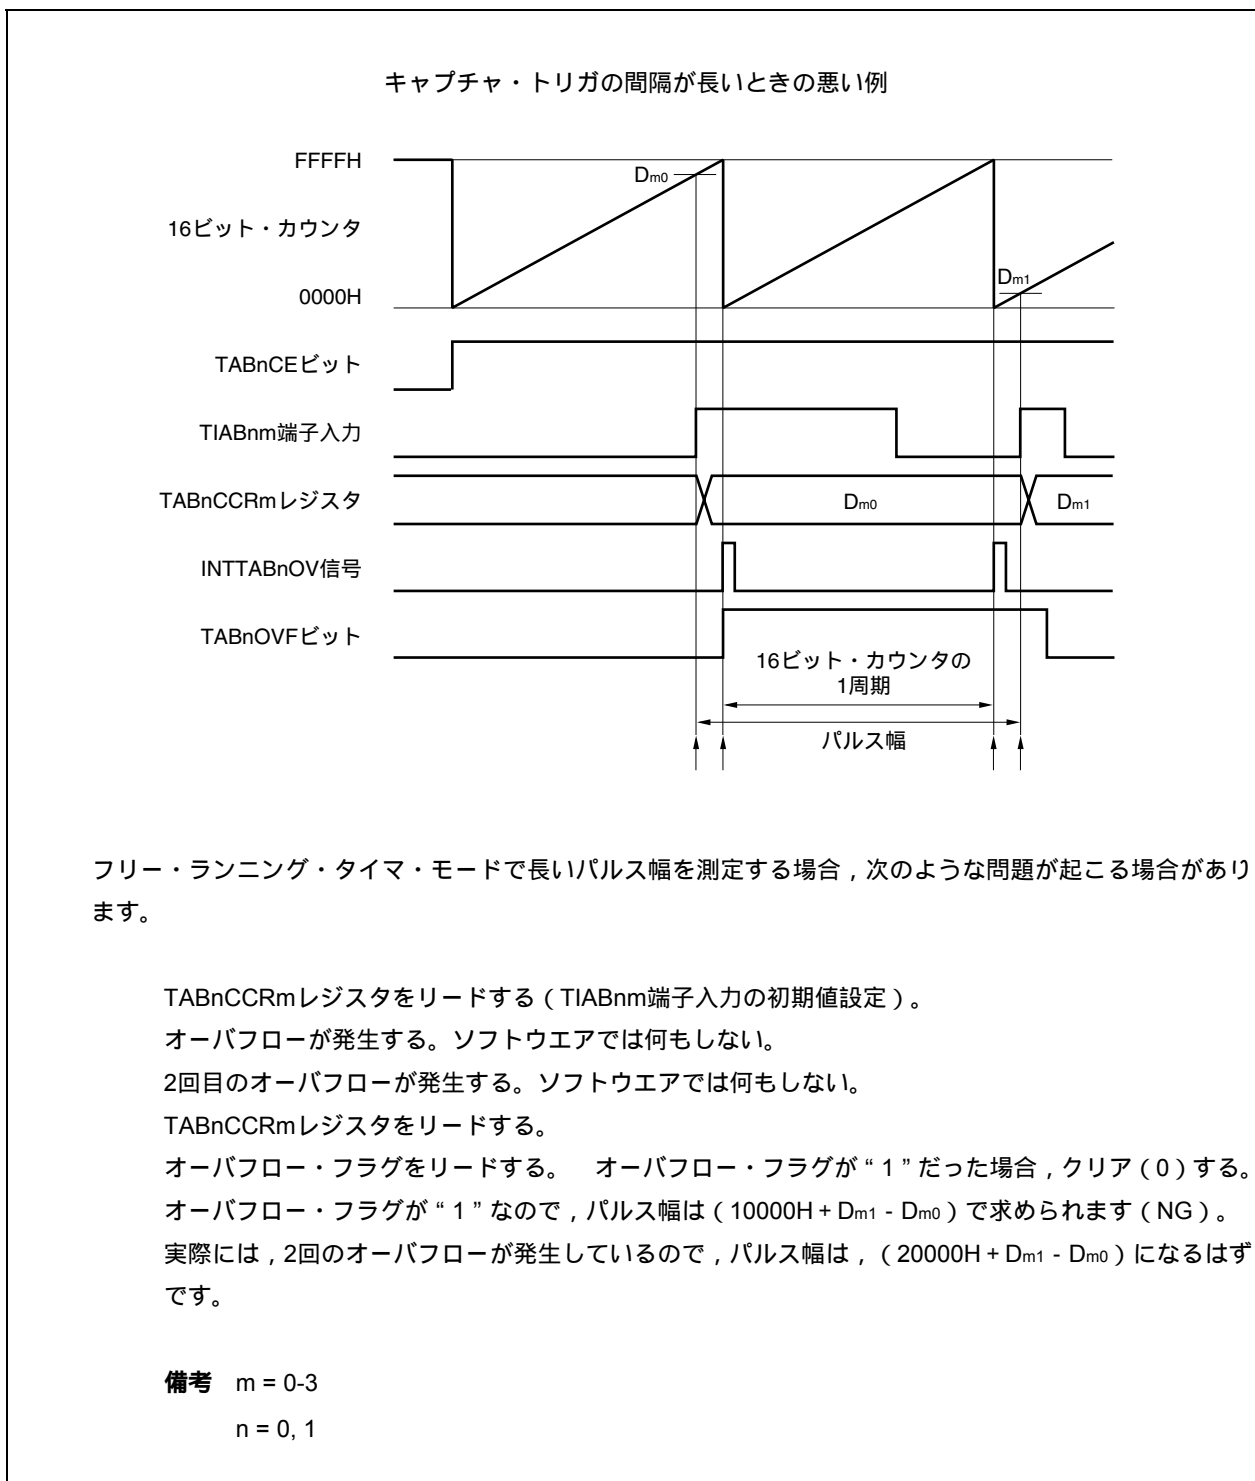 キャプチャ・トリガの間隔が長いときの悪い例
FFFFH
Dm0
16ビット・カウンタ
Dm1
0000H
TABnCEビット
TIABnm端子入力
TABnCCRmレジスタ
Dm0
Dm1
INTTABnOV信号
TABnOVFビット
16ビット・カウンタの
1周期
パルス幅
フリー・ランニング・タイマ・モードで長いパルス幅を測定する場合，次のような問題が起こる場合があり
ます。
TABnCCRmレジスタをリードする（TIABnm端子入力の初期値設定）。
オーバフローが発生する。ソフトウエアでは何もしない。
2回目のオーバフローが発生する。ソフトウエアでは何もしない。
TABnCCRmレジスタをリードする。
オーバフロー・フラグをリードする。　オーバフロー・フラグが“1”だった場合，クリア（0）する。
オーバフロー・フラグが“1”なので，パルス幅は（10000H + Dm1 - Dm0）で求められます（NG）。
実際には，2回のオーバフローが発生しているので，パルス幅は，（20000H + Dm1 - Dm0）になるはず
です。
備考　m = 0-3
n = 0, 1